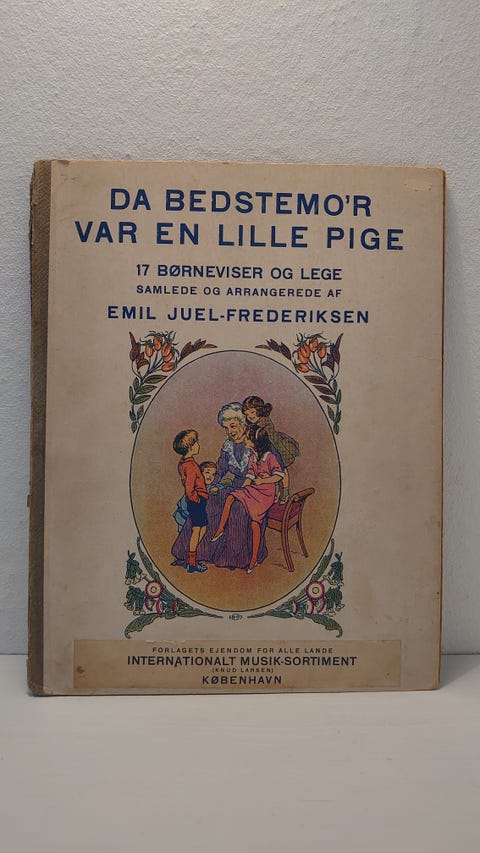 DA BEDSTEMO'R
VAR EN LILLE PIGE
17 BØRNEVISER OG LEGE
SAMLEDE OG ARRANGEREDE AF
EMIL JUEL-FREDERIKSEN
FORLAGETS EJENDOM FOR ALLE LANDE
INTERNATIONALT MUSIK-SORTIMENT
(KNUD LARSEN)
KØBENHAVN